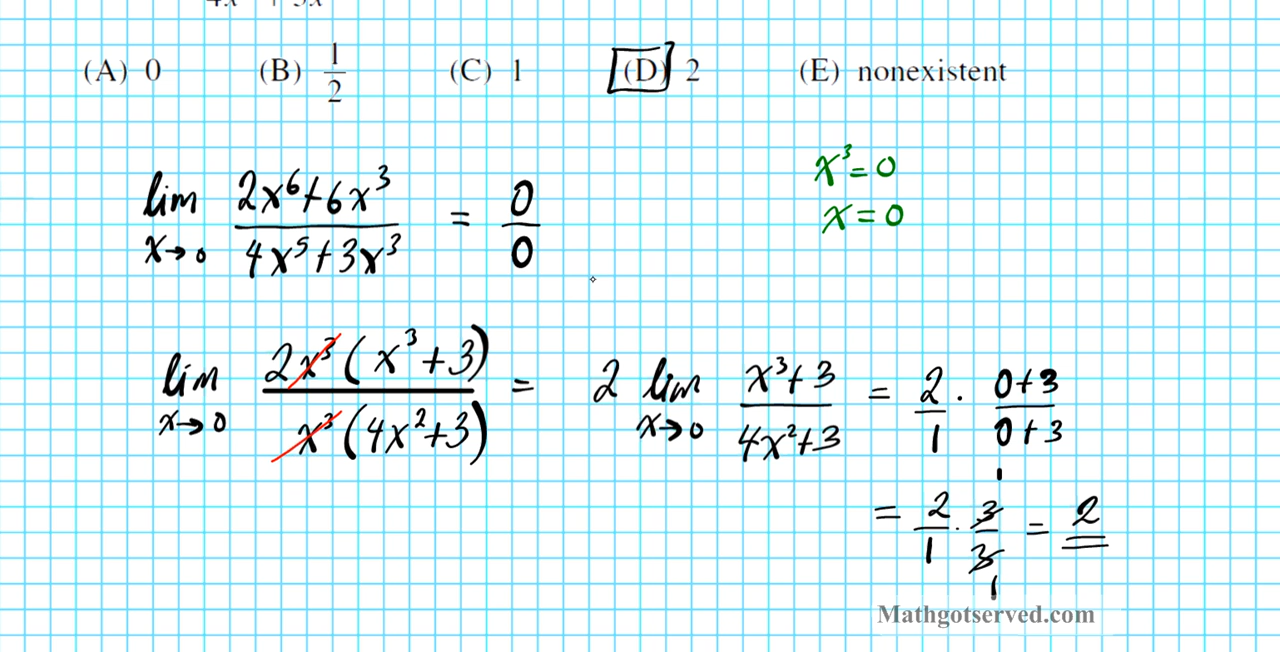 (A) 0 (B) 1/2 (C) 1 (D) 2 (E) nonexistent
x³ = 0
x = 0
lim x→0 (2x⁶+6x³)/(4x⁵+3x³) = 0/0
lim x→0 2x³(x³+3)/x³(4x²+3) = 2 lim x→0 (x³+3)/(4x²+3) = 2/1 · (0+3)/(0+3)
= 2/1 · 3/3 = 2
1
1
Mathgotserved.com